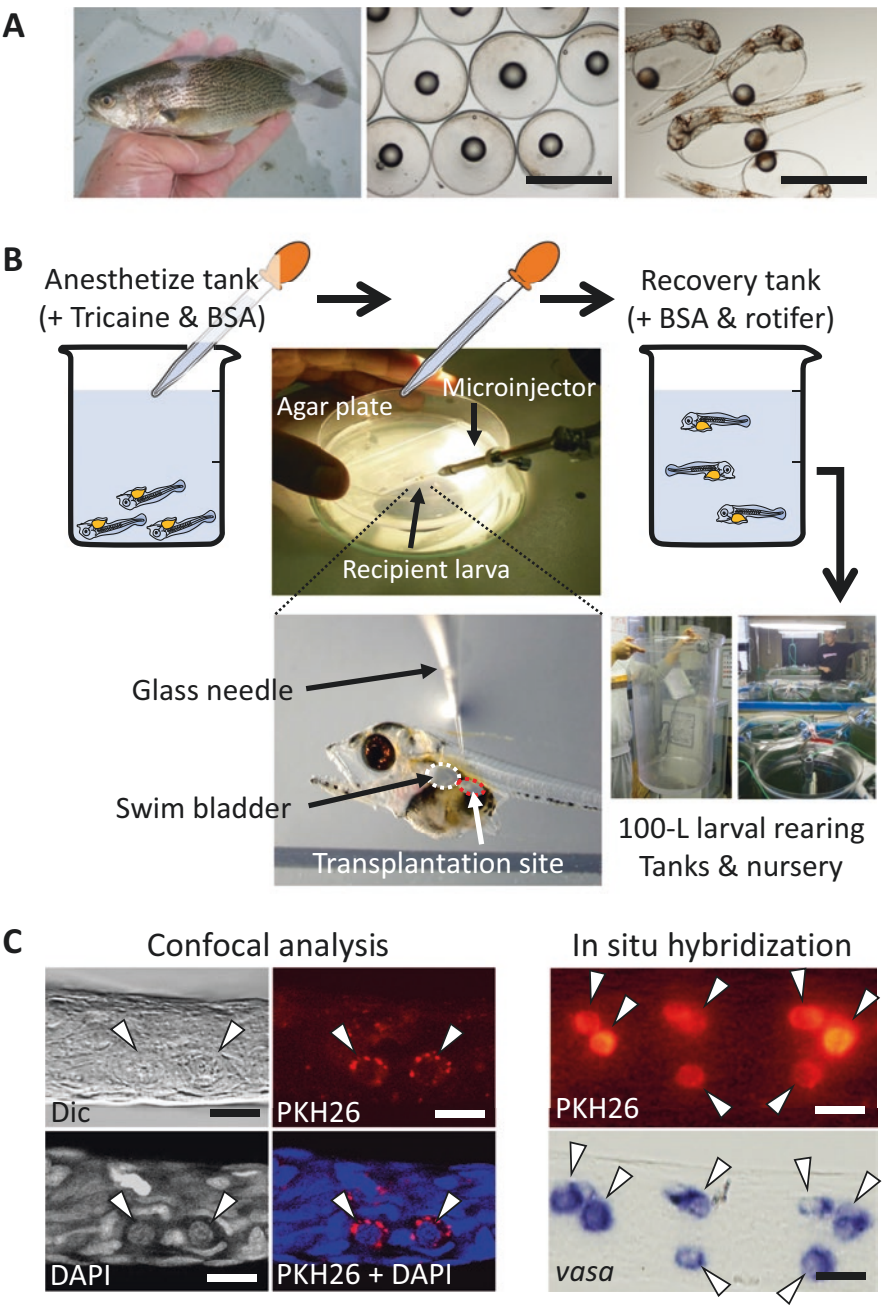 A
B
Anesthetize tank
(+ Tricaine & BSA)
Recovery tank
(+ BSA & rotifer)
Agar plate
Microinjector
Recipient larva
Glass needle
Swim bladder
Transplantation site
100-L larval rearing
Tanks & nursery
C
Confocal analysis
In situ hybridization
Dic
PKH26
PKH26
DAPI
PKH26 + DAPI
vasa